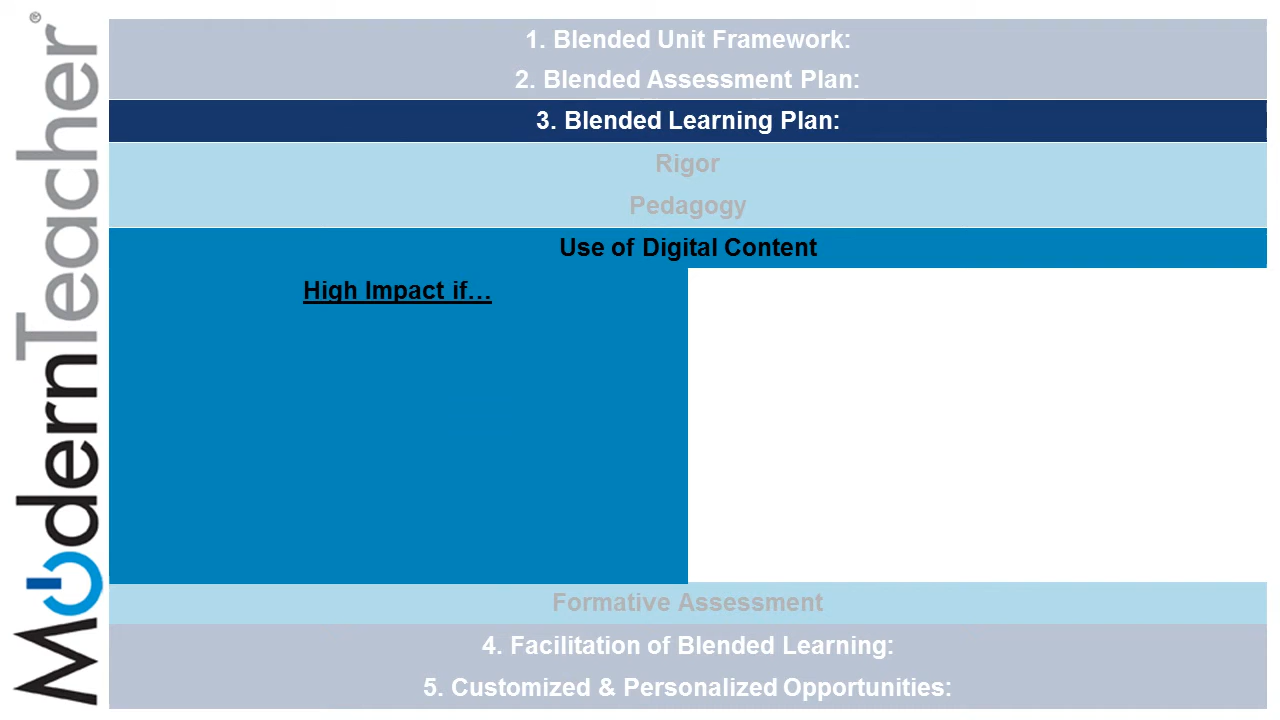 ModernTeacher®
1. Blended Unit Framework:
2. Blended Assessment Plan:
3. Blended Learning Plan:
Rigor
Pedagogy
Use of Digital Content
High Impact if…
Formative Assessment
4. Facilitation of Blended Learning:
5. Customized & Personalized Opportunities: